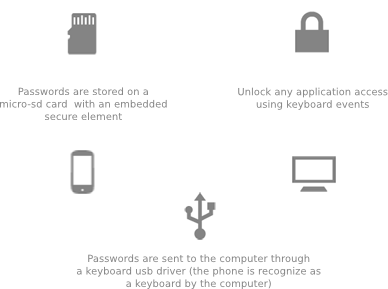 Passwords are stored on a
micro-sd card with an embedded
secure element
Unlock any application access
using keyboard events
Passwords are sent to the computer through
a keyboard usb driver (the phone is recognize as
a keyboard by the computer)